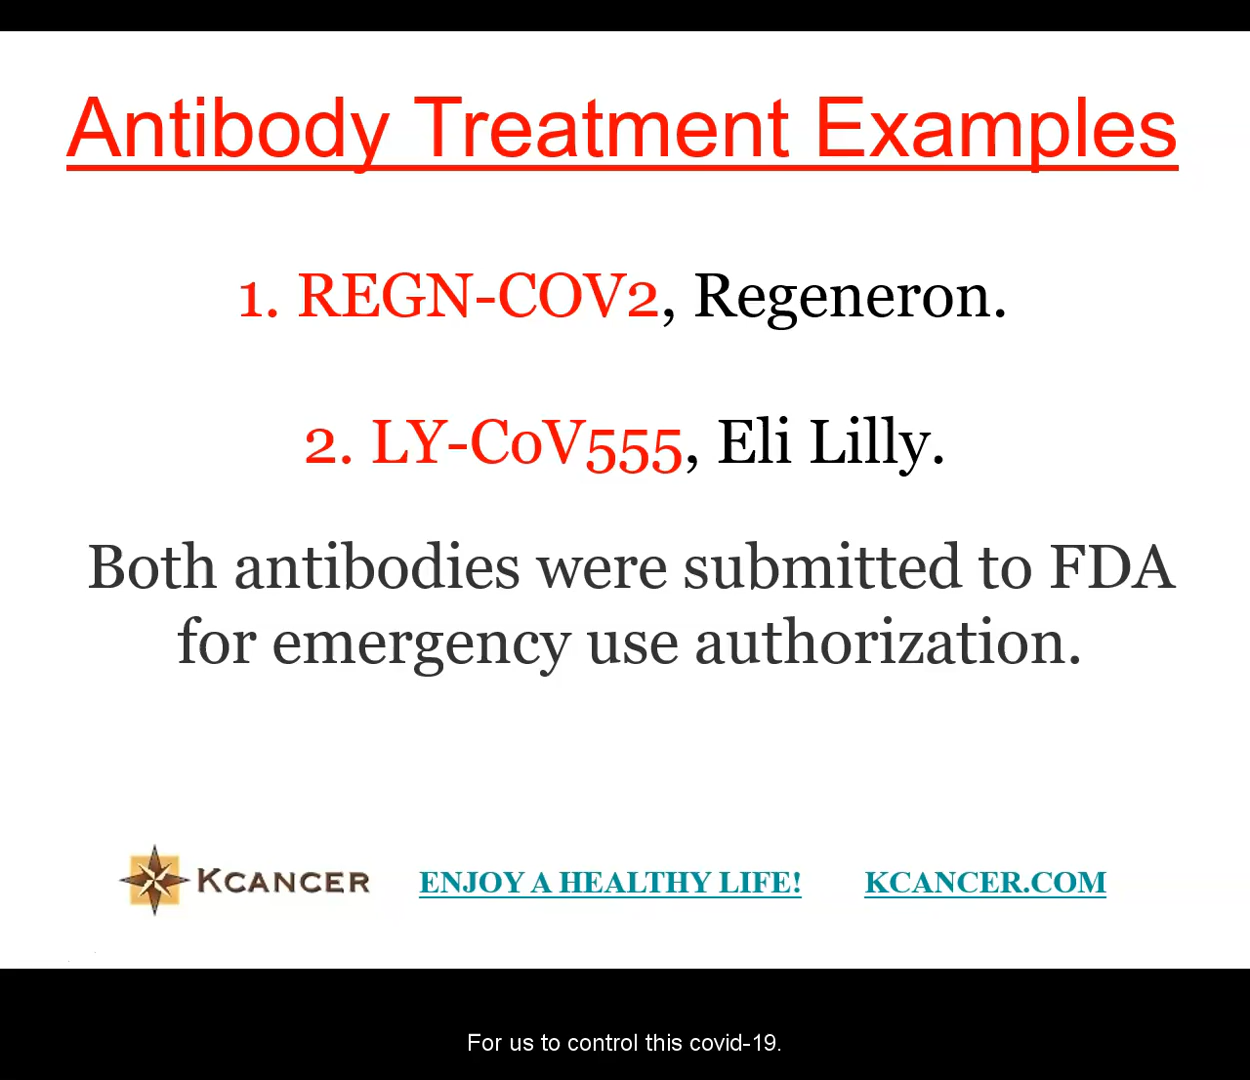 Antibody Treatment Examples
1. REGN-COV2, Regeneron.
2. LY-CoV555, Eli Lilly.
Both antibodies were submitted to FDA
for emergency use authorization.
KCANCER ENJOY A HEALTHY LIFE! KCANCER.COM
For us to control this covid-19.